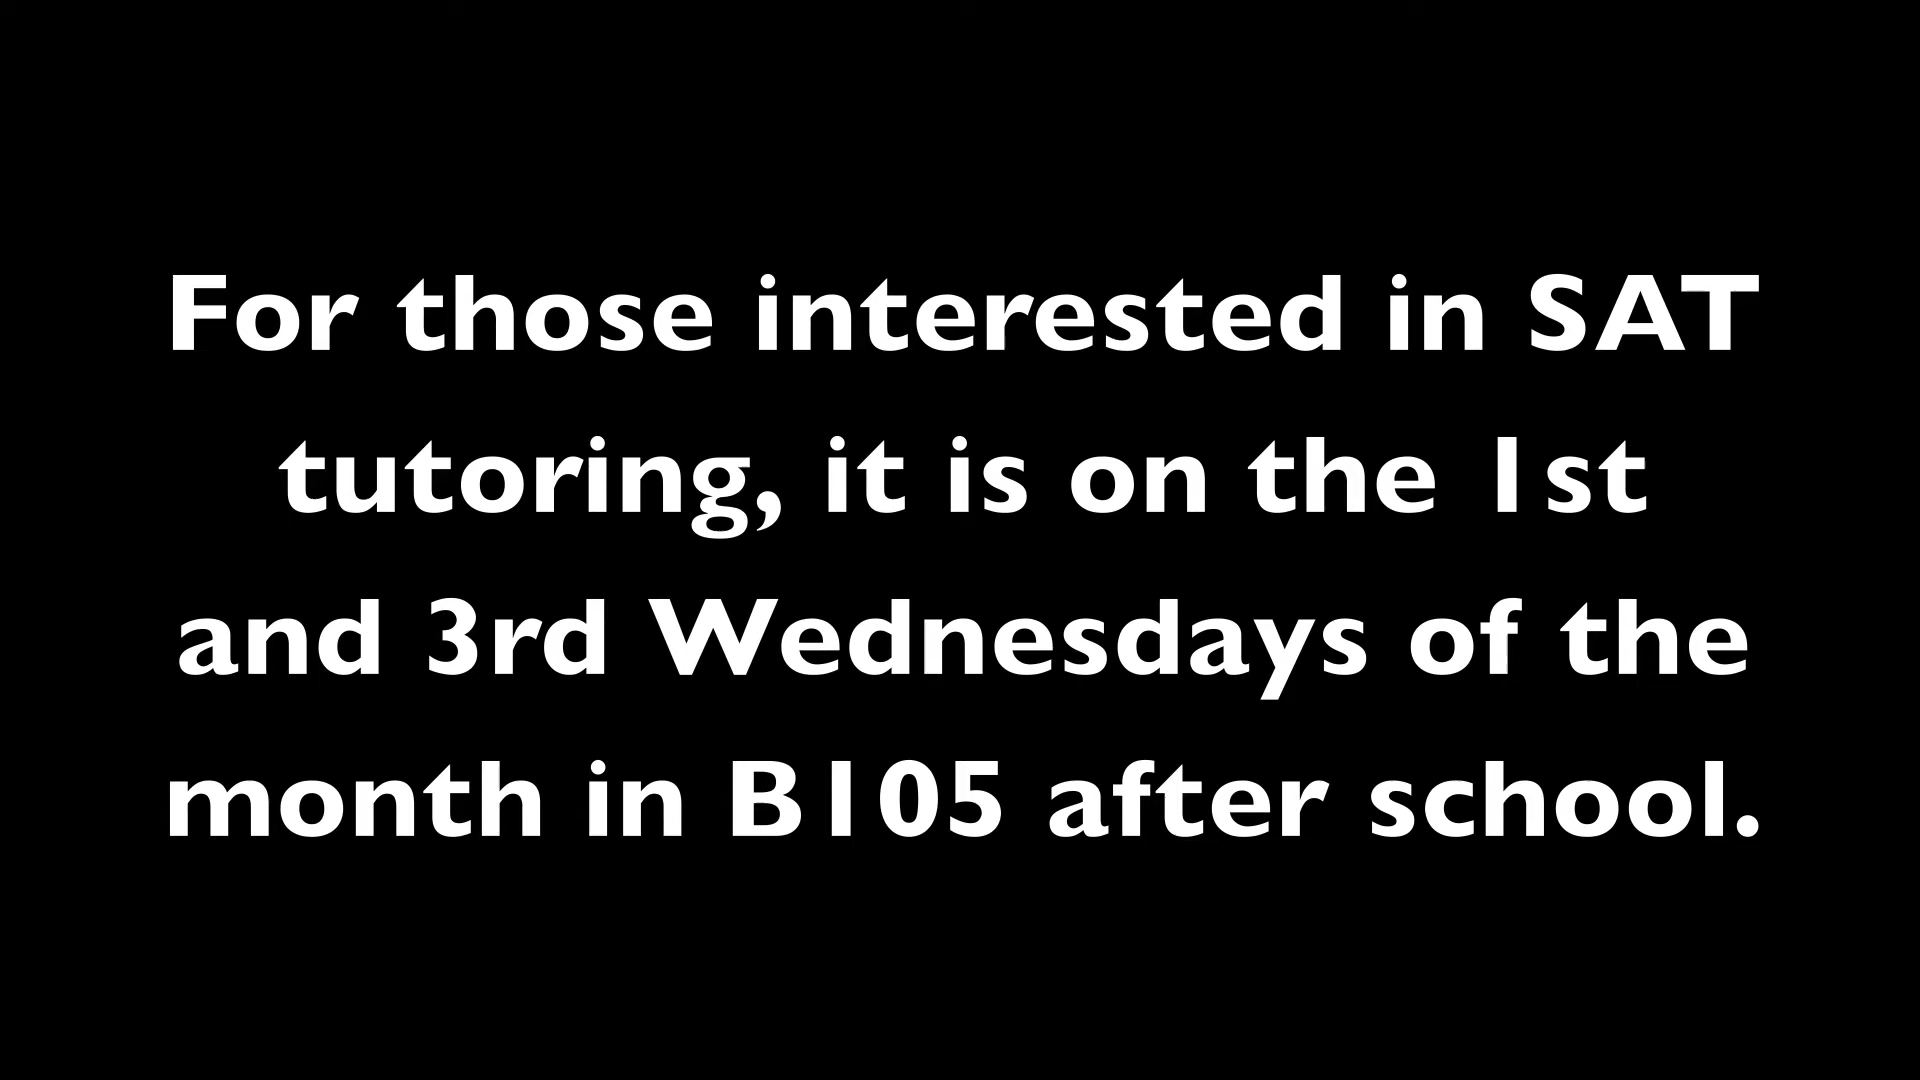 For those interested in SAT
tutoring, it is on the 1st
and 3rd Wednesdays of the
month in B105 after school.